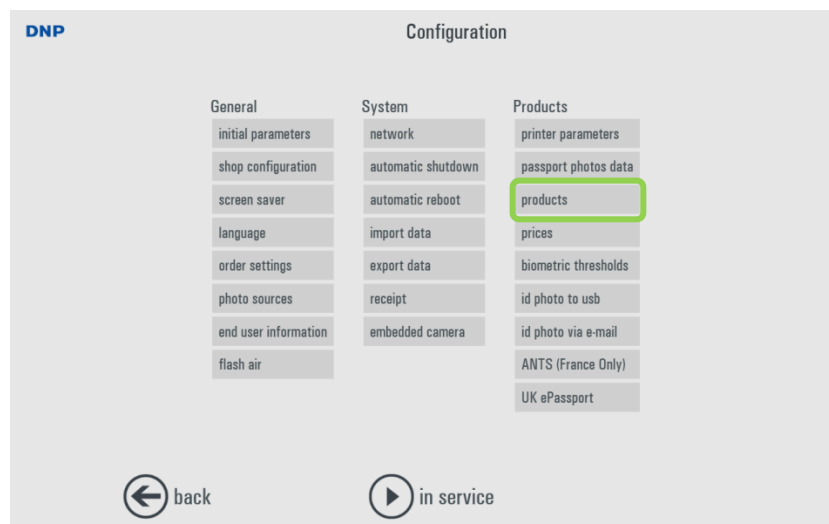 DNP
Configuration
General
initial parameters
shop configuration
screen saver
language
order settings
photo sources
end user information
flash air
System
network
automatic shutdown
automatic reboot
import data
export data
receipt
embedded camera
Products
printer parameters
passport photos data
products
prices
biometric thresholds
id photo to usb
id photo via e-mail
ANTS (France Only)
UK ePassport
back
in service